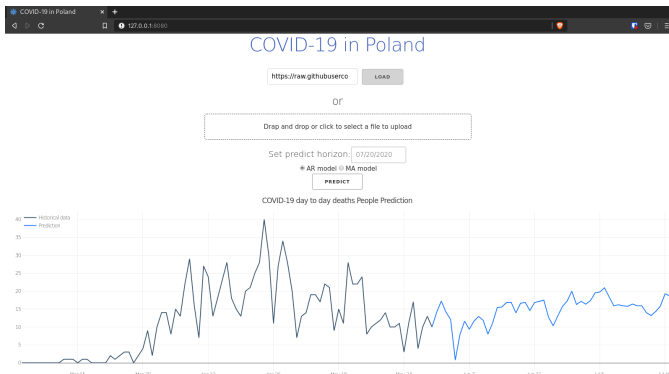 COVID-19 in Poland
127.0.0.1:8080
COVID-19 in Poland
https://raw.githubuserco LOAD
or
Drap and drop or click to select a file to upload
Set predict horizon: 07/20/2020
AR model MA model
PREDICT
COVID-19 day to day deaths People Prediction
Historical data
Prediction
40
35
30
25
20
15
10
5
0